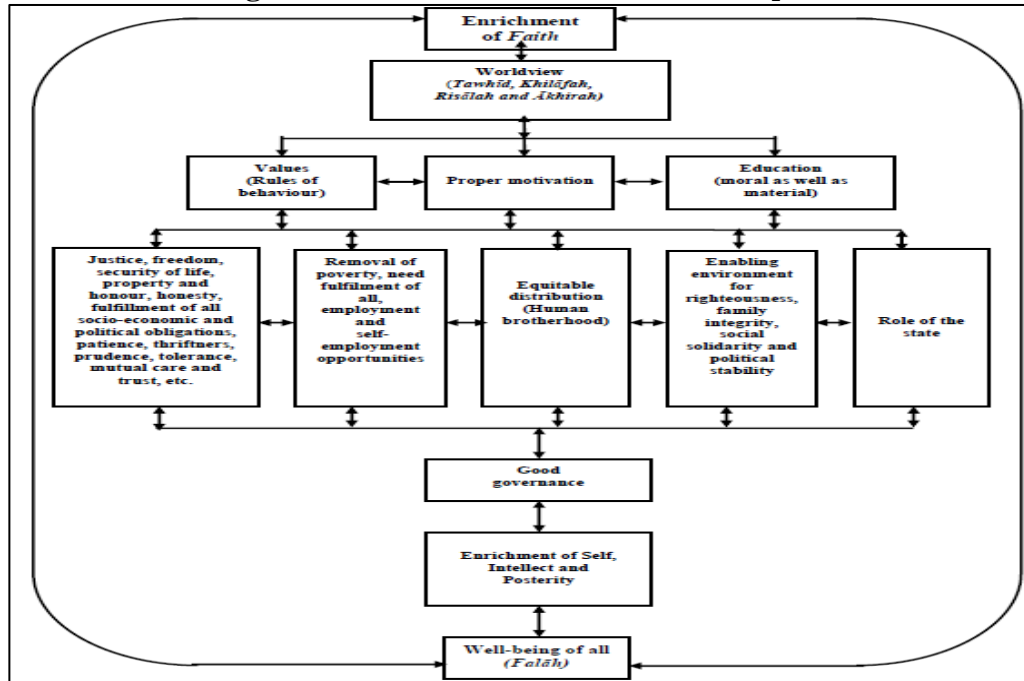 Enrichment
of Faith
Worldview
(Tawhīd, Khilāfah,
Risālah and Ākhirah)
Values
(Rules of
behaviour)
Proper motivation
Education
(moral as well as
material)
Justice, freedom,
security of life,
property and
honour, honesty,
fulfillment of all
socio-economic and
political obligations,
patience, thriftners,
prudence, tolerance,
mutual care and
trust, etc.
Removal of
poverty, need
fulfilment of
all,
employment
and
self-
employment
opportunities
Equitable
distribution
(Human
brotherhood)
Enabling
environment
for
righteousness,
family
integrity,
social
solidarity and
political
stability
Role of the
state
Good
governance
Enrichment of Self,
Intellect and
Posterity
Well-being of all
(Falāḥ)